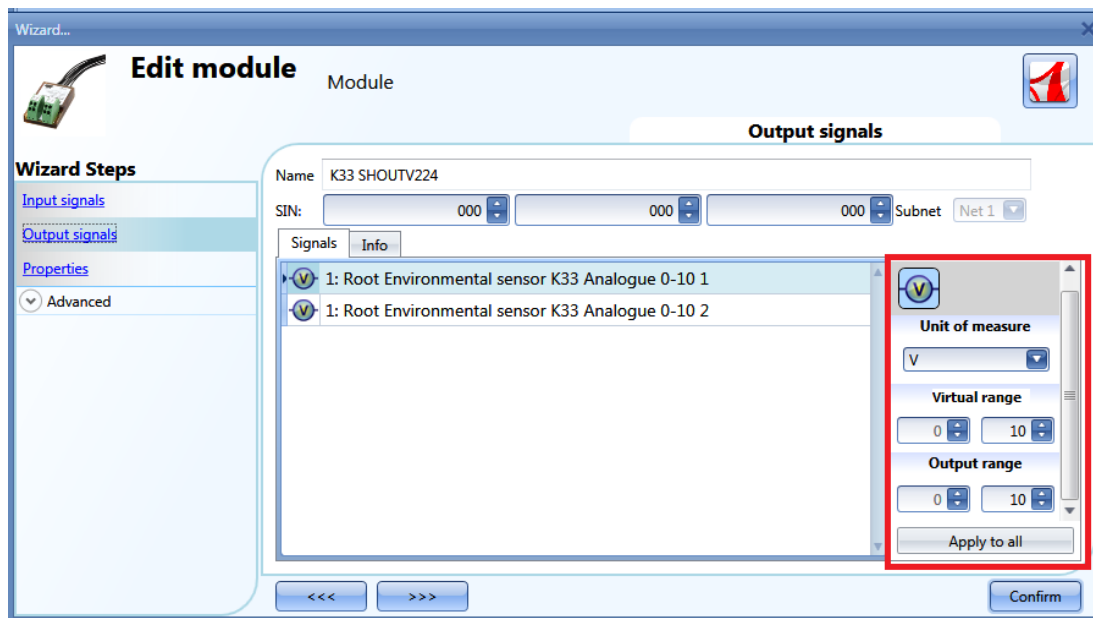 Wizard...
Edit module
Module
Output signals
Wizard Steps
Input signals
Output signals
Properties
Advanced
Name K33 SHOUTV224
SIN: 000 000 000 Subnet Net 1
Signals Info
V 1: Root Environmental sensor K33 Analogue 0-10 1
V 1: Root Environmental sensor K33 Analogue 0-10 2
V
Unit of measure
V
Virtual range
0 10
Output range
0 10
Apply to all
<<< >>>
Confirm